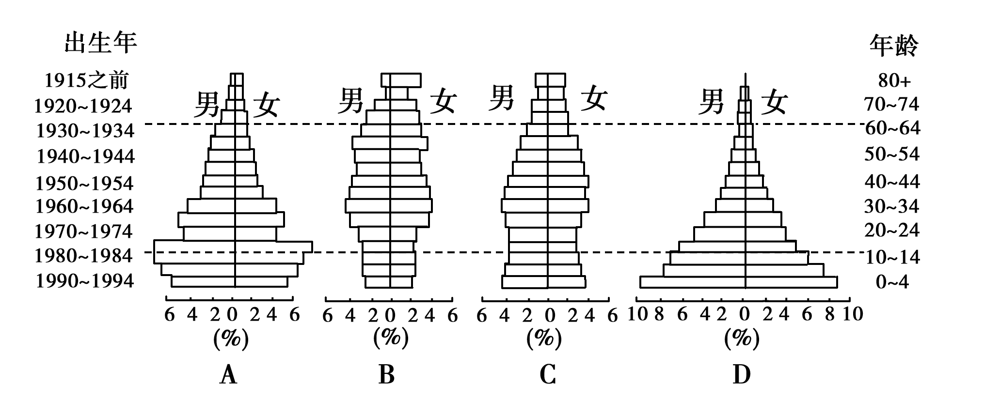 出生年
1915之前
1920~1924
1930~1934
1940~1944
1950~1954
1960~1964
1970~1974
1980~1984
1990~1994
男 女
男 女
男 女
男 女
年龄
80+
70~74
60~64
50~54
40~44
30~34
20~24
10~14
0~4
6 4 2 0 2 4 6
(%)
A
6 4 2 0 2 4 6
(%)
B
6 4 2 0 2 4 6
(%)
C
10 8 6 4 2 0 2 4 6 8 10
(%)
D